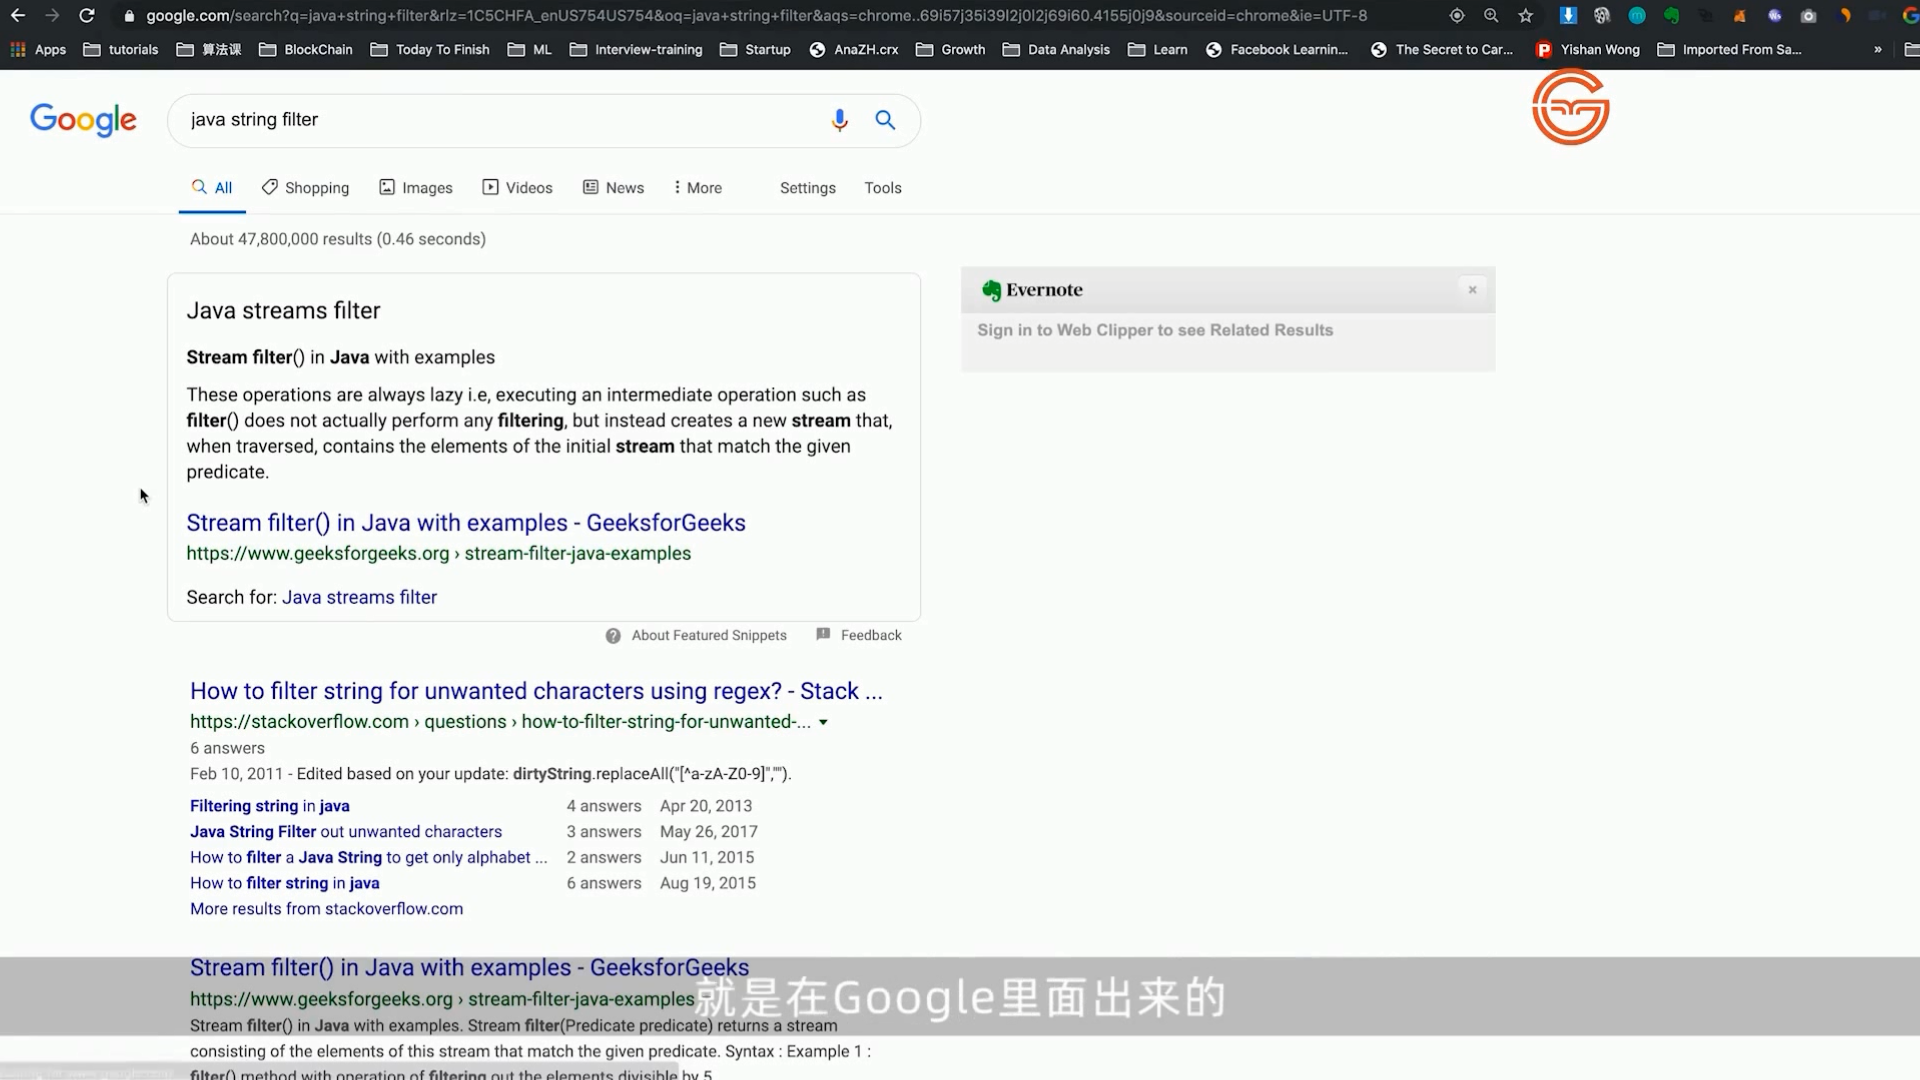 google.com/search?q=java+string+filter&rlz=1C5CHFA_enUS754US754&oq=java+string+filter&aqs=chrome..69i57j35i39l2j0l2j69i60.4155j0j9&sourceid=chrome&ie=UTF-8
Apps tutorials 算法课 BlockChain Today To Finish ML Interview-training Startup AnaZH.crx Growth Data Analysis Learn Facebook Learnin... The Secret to Car... Yishan Wong Imported From Sa... »
Google java string filter
All Shopping Images Videos News More Settings Tools
About 47,800,000 results (0.46 seconds)
Java streams filter
Evernote
Sign in to Web Clipper to see Related Results
Stream filter() in Java with examples
These operations are always lazy i.e, executing an intermediate operation such as
filter() does not actually perform any filtering, but instead creates a new stream that,
when traversed, contains the elements of the initial stream that match the given
predicate.
Stream filter() in Java with examples - GeeksforGeeks
https://www.geeksforgeeks.org › stream-filter-java-examples
Search for: Java streams filter
About Featured Snippets Feedback
How to filter string for unwanted characters using regex? - Stack ...
https://stackoverflow.com › questions › how-to-filter-string-for-unwanted-...
6 answers
Feb 10, 2011 - Edited based on your update: dirtyString.replaceAll("[^a-zA-Z0-9]","").
Filtering string in java 4 answers Apr 20, 2013
Java String Filter out unwanted characters 3 answers May 26, 2017
How to filter a Java String to get only alphabet ... 2 answers Jun 11, 2015
How to filter string in java 6 answers Aug 19, 2015
More results from stackoverflow.com
Stream filter() in Java with examples - GeeksforGeeks
https://www.geeksforgeeks.org › stream-filter-java-examples
就是在Google里面出来的
Stream filter() in Java with examples. Stream filter(Predicate predicate) returns a stream
consisting of the elements of this stream that match the given predicate. Syntax : Example 1 :
filter() method with operation of filtering out the elements divisible by 5.